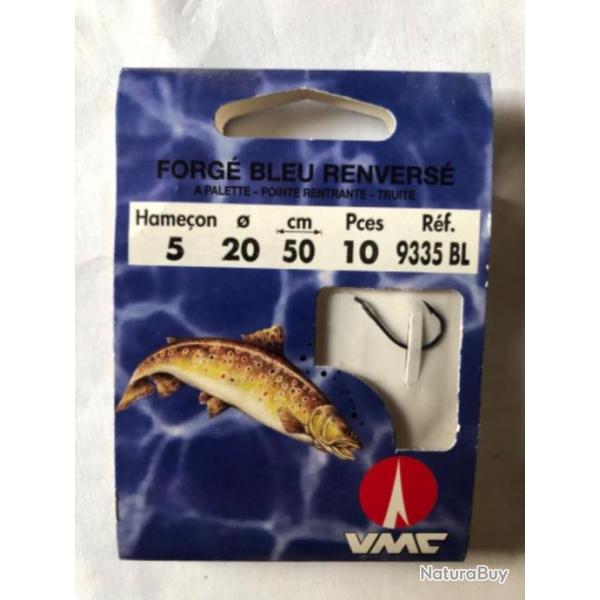 FORGÉ BLEU RENVERSÉ
A PALETTE - POINTE RENTRANTE - TRUITE
Hameçon ø cm Pces Réf.
5 20 50 10 9335 BL
VMC
NaturaBuy